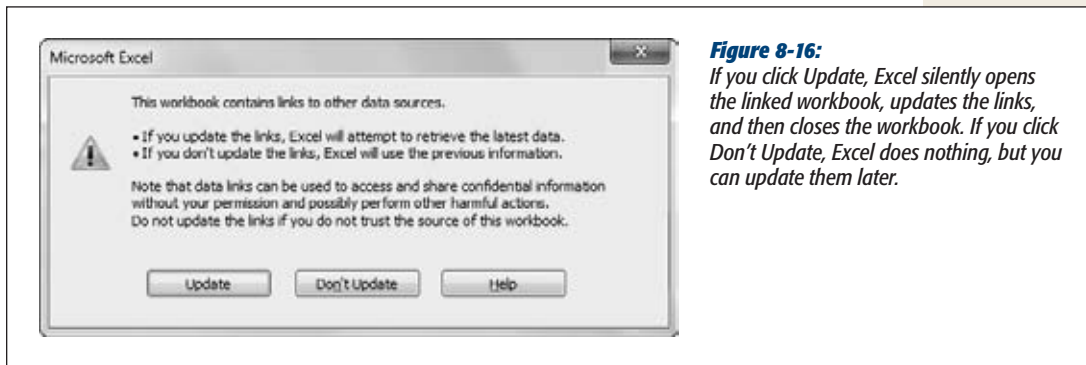 Microsoft Excel
This workbook contains links to other data sources.
• If you update the links, Excel will attempt to retrieve the latest data.
• If you don't update the links, Excel will use the previous information.
Note that data links can be used to access and share confidential information
without your permission and possibly perform other harmful actions.
Do not update the links if you do not trust the source of this workbook.
Update Don't Update Help
Figure 8-16:
If you click Update, Excel silently opens
the linked workbook, updates the links,
and then closes the workbook. If you click
Don’t Update, Excel does nothing, but you
can update them later.